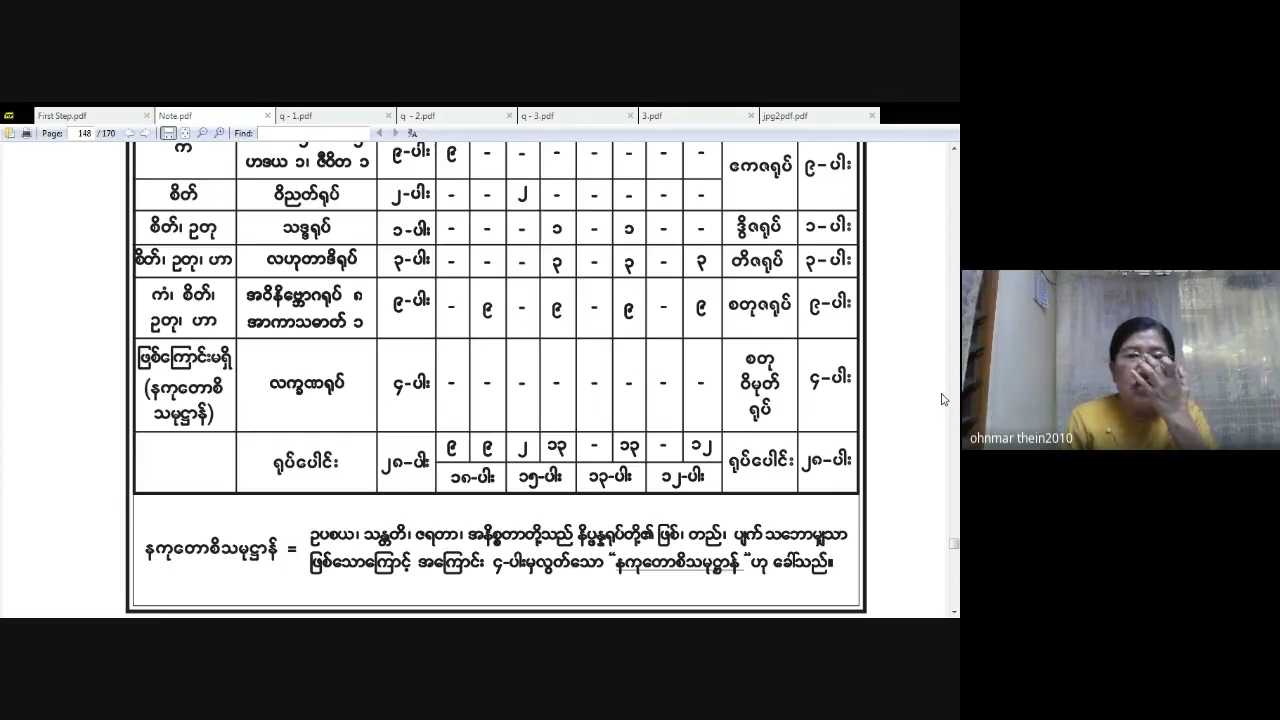 First Step.pdf Note.pdf q - 1.pdf q - 2.pdf q - 3.pdf 3.pdf jpg2pdf.pdf
Page: 148 / 170 Find:
ဟဒယ ၁၊ ဇီဝိတ ၁ ၉-ပါး ၉ - - - - - - - ဧကဇရုပ် ၉-ပါး
စိတ် ဝိညတ်ရုပ် ၂-ပါး - - ၂ - - - - -
စိတ်၊ ဥတု သဒ္ဒရုပ် ၁-ပါး - - - ၁ - ၁ - - ဒွိဇရုပ် ၁-ပါး
စိတ်၊ ဥတု၊ ဟာ လဟုတာဒိရုပ် ၃-ပါး - - - ၃ - ၃ - ၃ တိဇရုပ် ၃-ပါး
ကံ၊ စိတ်၊ ဥတု၊ ဟာ အဝိနိဗ္ဘောဂရုပ် ၈ အာကာသဓာတ် ၁ ၉-ပါး - ၉ - ၉ - ၉ - ၉ စတုဇရုပ် ၉-ပါး
ဖြစ်ကြောင်းမရှိ (နကုတောစိ သမုဋ္ဌာန်) လက္ခဏရုပ် ၄-ပါး - - - - - - - - စတု ဝိမုတ် ရုပ် ၄-ပါး
ရုပ်ပေါင်း ၂၈-ပါး ၉ ၉ ၂ ၁၃ - ၁၃ - ၁၂ ရုပ်ပေါင်း ၂၈-ပါး
၁၈-ပါး ၁၅-ပါး ၁၃-ပါး ၁၂-ပါး
နကုတောစိသမုဋ္ဌာန် = ဥပစယ၊ သန္တတိ၊ ဇရတာ၊ အနိစ္စတာတို့သည် နိပ္ဖန္နရုပ်တို့၏ ဖြစ်၊ တည်၊ ပျက် သဘောမျှသာ
ဖြစ်သောကြောင့် အကြောင်း ၄-ပါးမှလွတ်သော “နကုတောစိသမုဋ္ဌာန် “ဟု ခေါ်သည်။
ohnmar thein2010